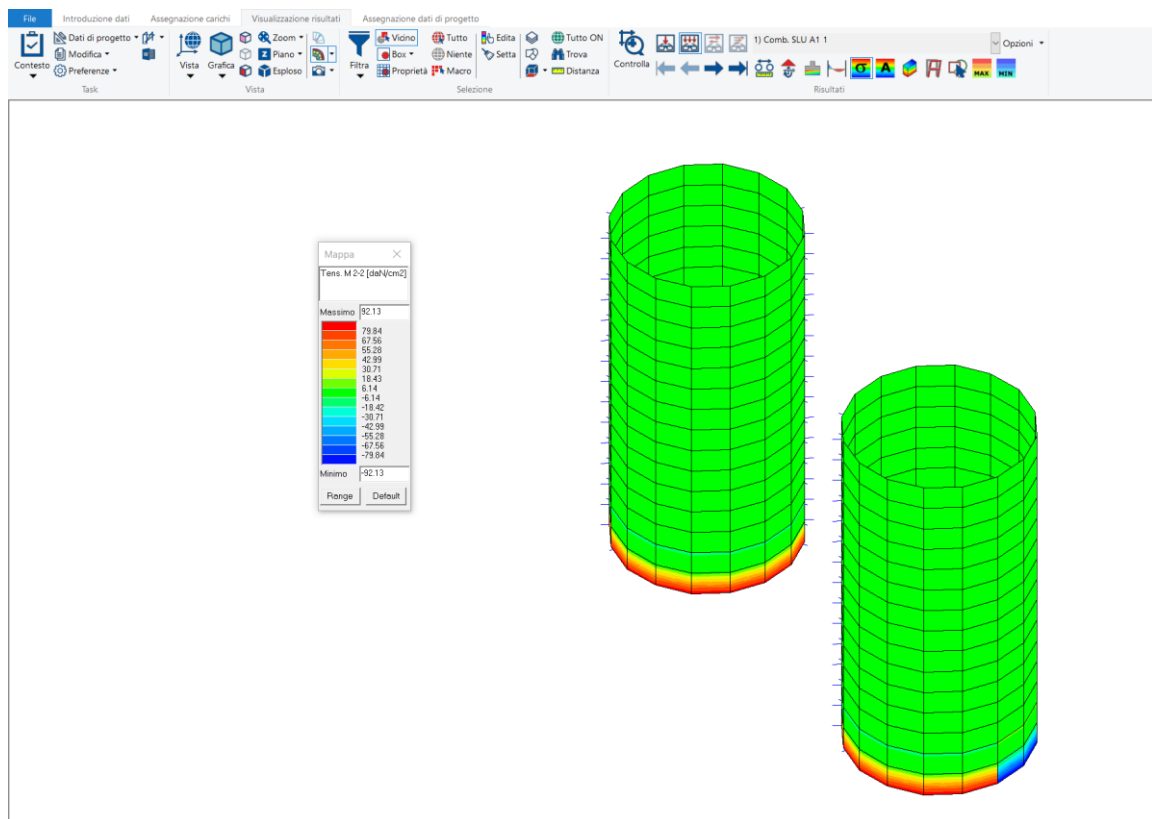 File Introduzione dati Assegnazione carichi Visualizzazione risultati Assegnazione dati di progetto
Contesto
Dati di progetto
Modifica
Preferenze
Task
Vista
Grafica
Zoom
Piano
Esploso
Vista
Filtra
Vicino
Box
Proprietà
Tutto
Niente
Macro
Edita
Setta
Tutto ON
Trova
Distanza
Selezione
Controlla
1) Comb. SLU A1 1
Opzioni
σ A MAX MIN
Risultati
Mappa
Tens. M 2-2 [daN/cm2]
Massimo 92.13
79.84
67.56
55.28
42.99
30.71
18.43
6.14
-6.14
-18.42
-30.71
-42.99
-55.28
-67.56
-79.84
Minimo -92.13
Range Default